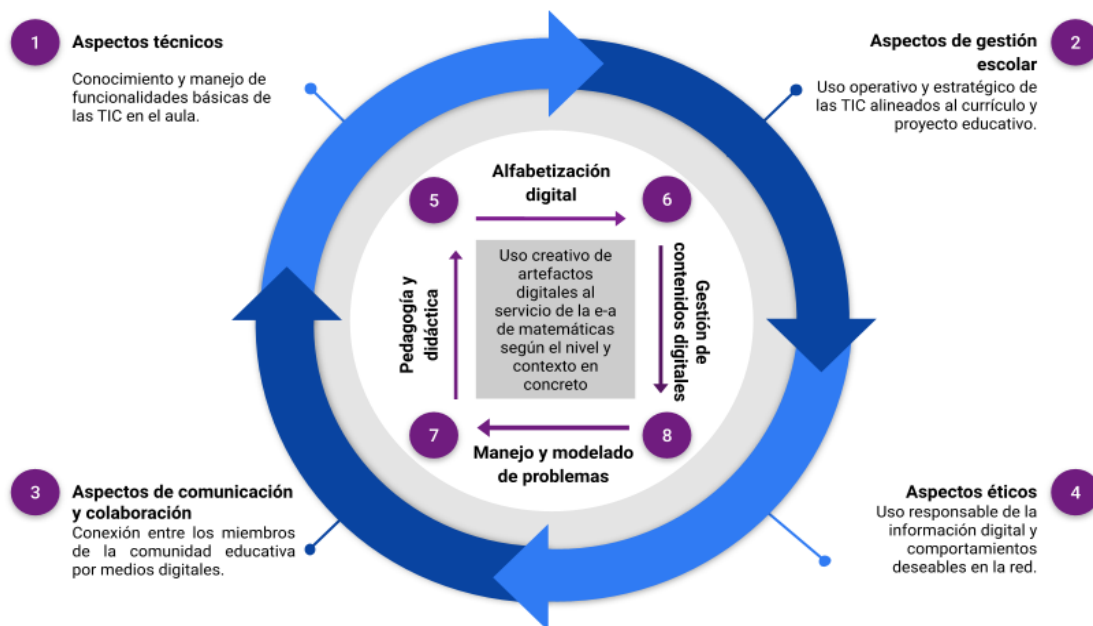 1
Aspectos técnicos
Conocimiento y manejo de
funcionalidades básicas de
las TIC en el aula.
Aspectos de gestión
escolar
2
Uso operativo y estratégico de
las TIC alineados al currículo y
proyecto educativo.
5
Alfabetización
digital
6
Pedagogía y
didáctica
Uso creativo de
artefactos
digitales al
servicio de la e-a
de matemáticas
según el nivel y
contexto en
concreto
Gestión de
contenidos digitales
7
Manejo y modelado
de problemas
8
3
Aspectos de comunicación
y colaboración
Conexión entre los miembros
de la comunidad educativa
por medios digitales.
Aspectos éticos
4
Uso responsable de la
información digital y
comportamientos
deseables en la red.